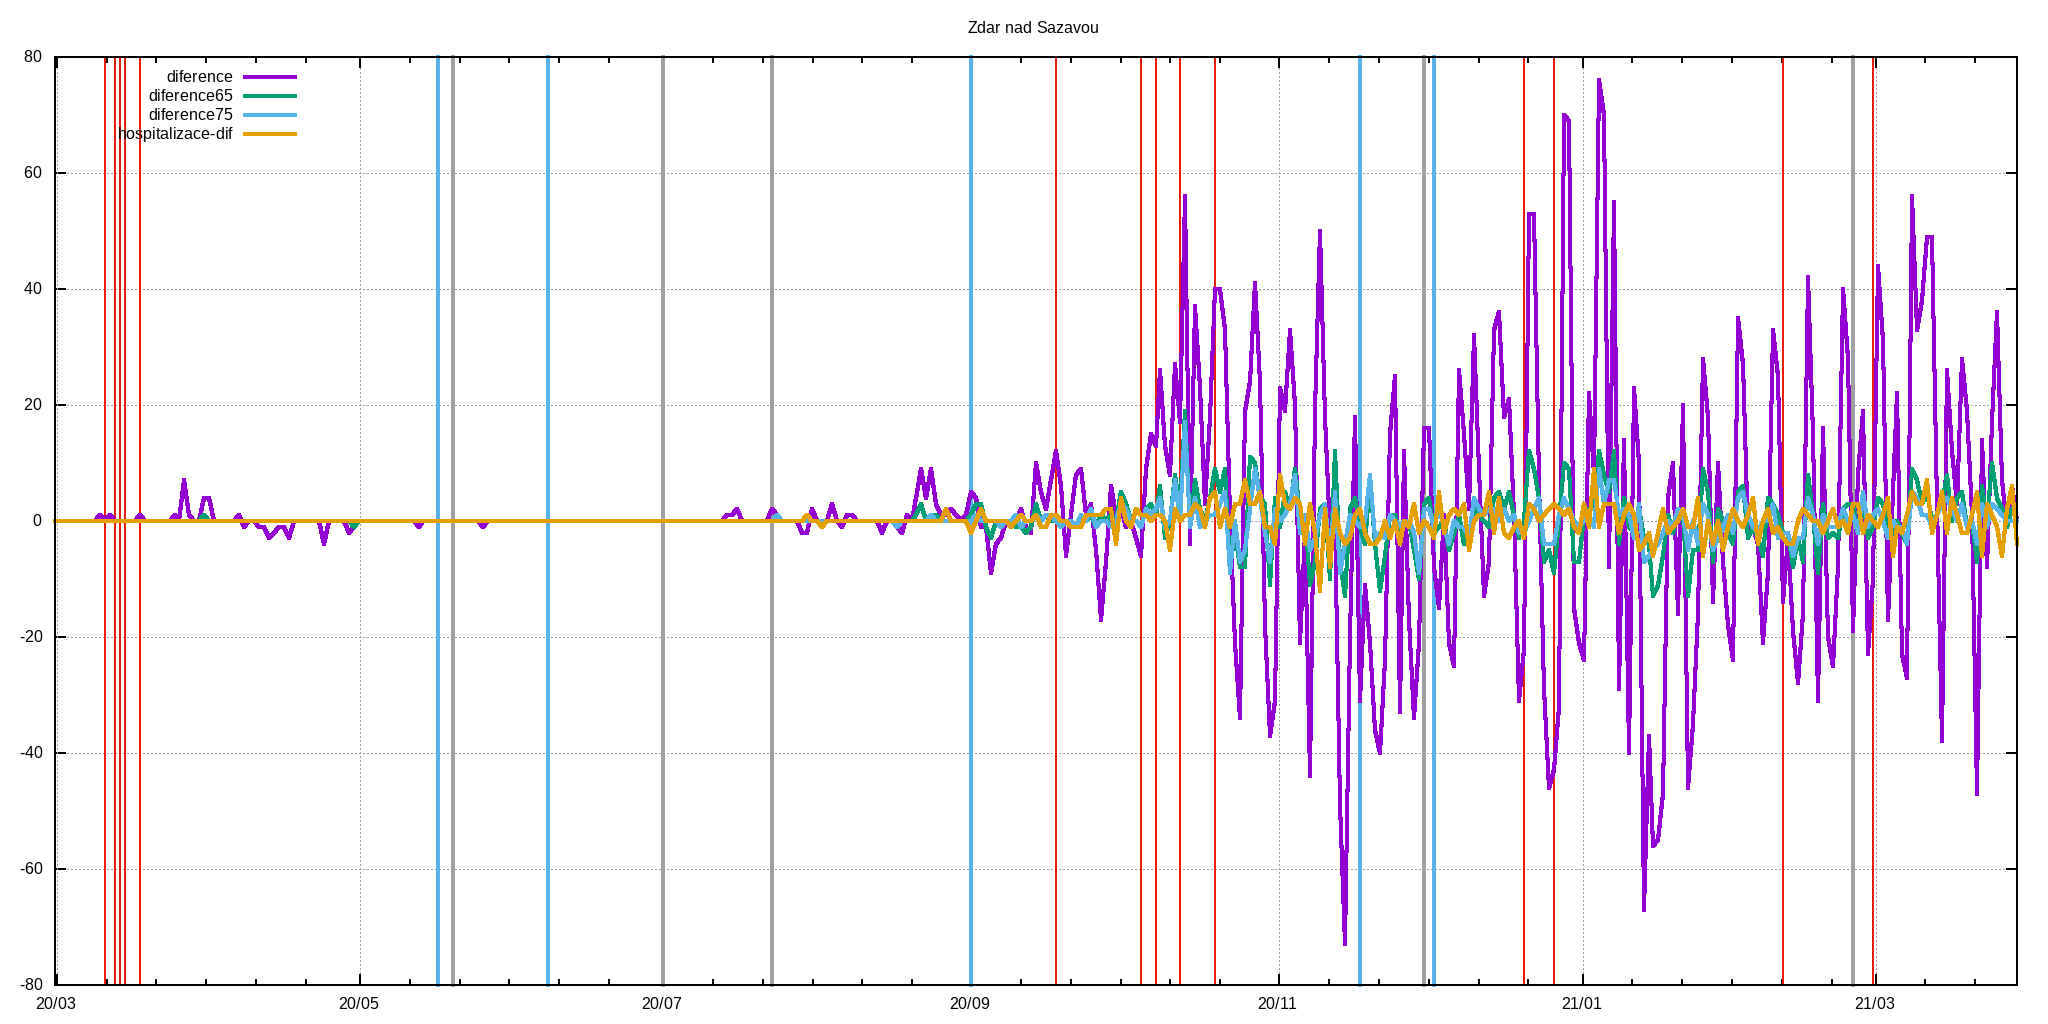 Zdar nad Sazavou
diference
diference65
diference75
hospitalizace-dif
80
60
40
20
0
-20
-40
-60
-80
20/03 20/05 20/07 20/09 20/11 21/01 21/03